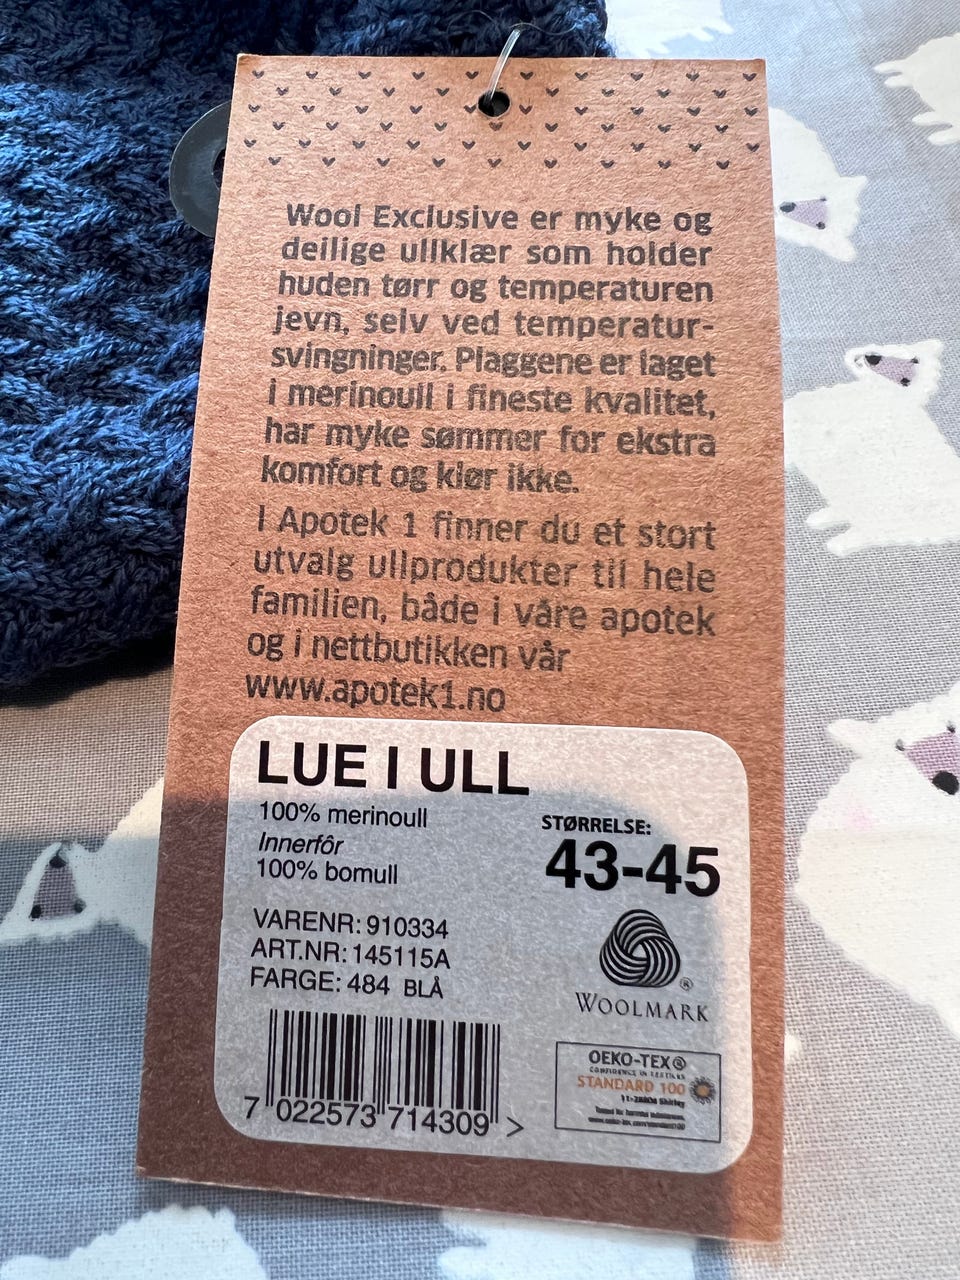 Wool Exclusive er myke og
deilige ullklær som holder
huden tørr og temperaturen
jevn, selv ved temperatur-
svingninger. Plaggene er laget
i merinoull i fineste kvalitet,
har myke sømmer for ekstra
komfort og klør ikke.
I Apotek 1 finner du et stort
utvalg ullprodukter til hele
familien, både i våre apotek
og i nettbutikken vår
www.apotek1.no
LUE I ULL
100% merinoull
Innerfôr
100% bomull
STØRRELSE:
43-45
VARENR: 910334
ART.NR: 145115A
FARGE: 484 BLÅ
WOOLMARK
®
OEKO-TEX®
CONFIDENCE IN TEXTILES
STANDARD 100
Shirley
7 022573 714309 >